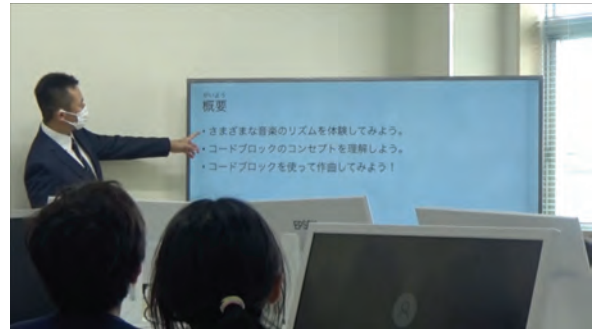 がいよう
概要
・さまざまな音楽のリズムを体験してみよう。
・コードブロックのコンセプトを理解しよう。
・コードブロックを使って作曲してみよう！